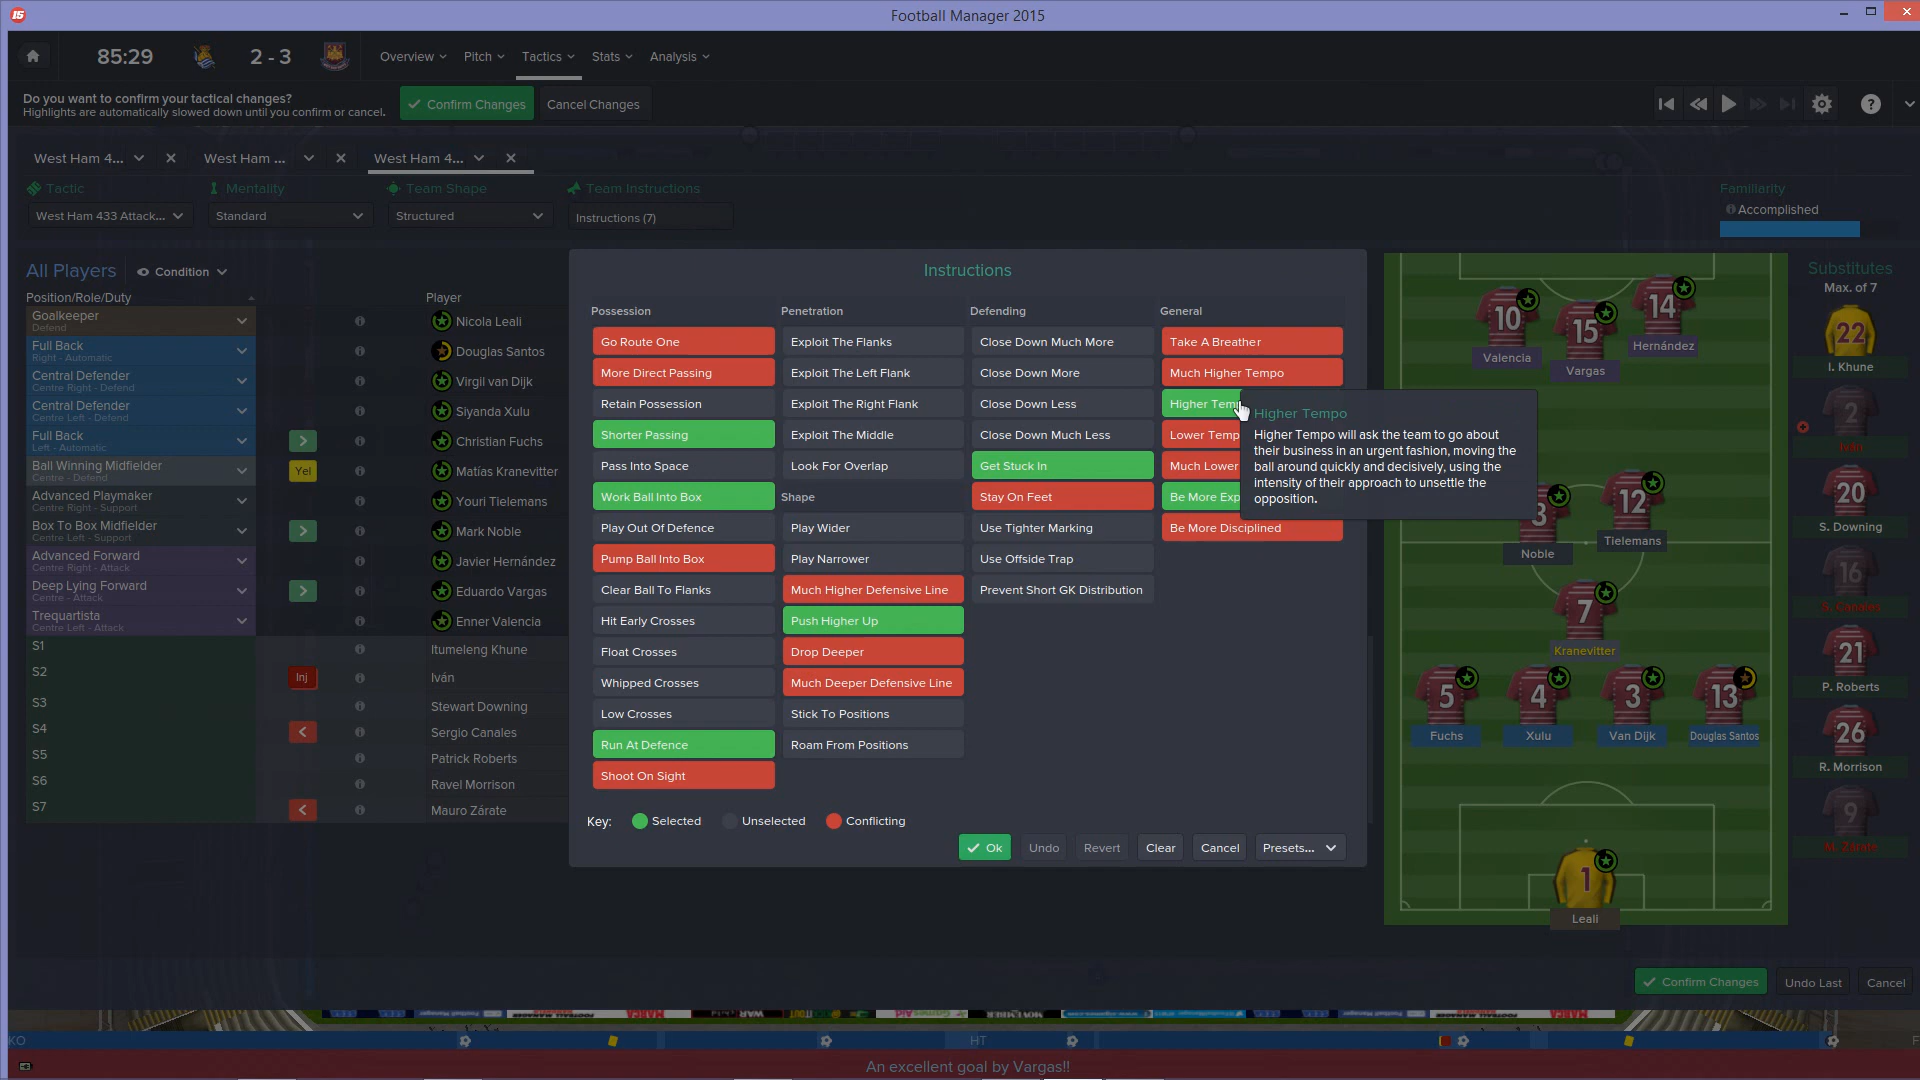 15
Football Manager 2015
85:29
2 - 3
Overview
Pitch
Tactics
Stats
Analysis
Do you want to confirm your tactical changes?
Highlights are automatically slowed down until you confirm or cancel.
Confirm Changes
Cancel Changes
?
West Ham 4...
West Ham ...
West Ham 4...
Tactic
Mentality
Team Shape
Team Instructions
Familiarity
West Ham 433 Attack...
Standard
Structured
Instructions (7)
Accomplished
All Players
Condition
Position/Role/Duty
Player
Goalkeeper
Defend
Nicola Leali
Full Back
Right - Automatic
Douglas Santos
Central Defender
Centre Right - Defend
Virgil van Dijk
Central Defender
Centre Left - Defend
Siyanda Xulu
Full Back
Left - Automatic
Christian Fuchs
Ball Winning Midfielder
Centre - Defend
Yel
Matías Kranevitter
Advanced Playmaker
Centre Right - Support
Youri Tielemans
Box To Box Midfielder
Centre Left - Support
Mark Noble
Advanced Forward
Centre Right - Attack
Javier Hernández
Deep Lying Forward
Centre - Attack
Eduardo Vargas
Trequartista
Centre Left - Attack
Enner Valencia
S1
Itumeleng Khune
S2
Inj
Iván
S3
Stewart Downing
S4
Sergio Canales
S5
Patrick Roberts
S6
Ravel Morrison
S7
Mauro Zárate
Instructions
Possession
Go Route One
More Direct Passing
Retain Possession
Shorter Passing
Pass Into Space
Work Ball Into Box
Play Out Of Defence
Pump Ball Into Box
Clear Ball To Flanks
Hit Early Crosses
Float Crosses
Whipped Crosses
Low Crosses
Run At Defence
Shoot On Sight
Penetration
Exploit The Flanks
Exploit The Left Flank
Exploit The Right Flank
Exploit The Middle
Look For Overlap
Shape
Play Wider
Play Narrower
Much Higher Defensive Line
Push Higher Up
Drop Deeper
Much Deeper Defensive Line
Stick To Positions
Roam From Positions
Defending
Close Down Much More
Close Down More
Close Down Less
Close Down Much Less
Get Stuck In
Stay On Feet
Use Tighter Marking
Use Offside Trap
Prevent Short GK Distribution
General
Take A Breather
Much Higher Tempo
Higher Tem
Lower Temp
Much Lower
Be More Exp
Be More Disciplined
Higher Tempo
Higher Tempo will ask the team to go about
their business in an urgent fashion, moving the
ball around quickly and decisively, using the
intensity of their approach to unsettle the
opposition.
Key:
Selected
Unselected
Conflicting
Ok
Undo
Revert
Clear
Cancel
Presets...
10
Valencia
15
Vargas
14
Hernández
3
Noble
12
Tielemans
7
Kranevitter
5
Fuchs
4
Xulu
3
Van Dijk
13
Douglas Santos
1
Leali
Substitutes
Max. of 7
22
I. Khune
2
Iván
20
S. Downing
16
S. Canales
21
P. Roberts
26
R. Morrison
9
M. Zárate
Confirm Changes
Undo Last
Cancel
KO
HT
F
An excellent goal by Vargas!!